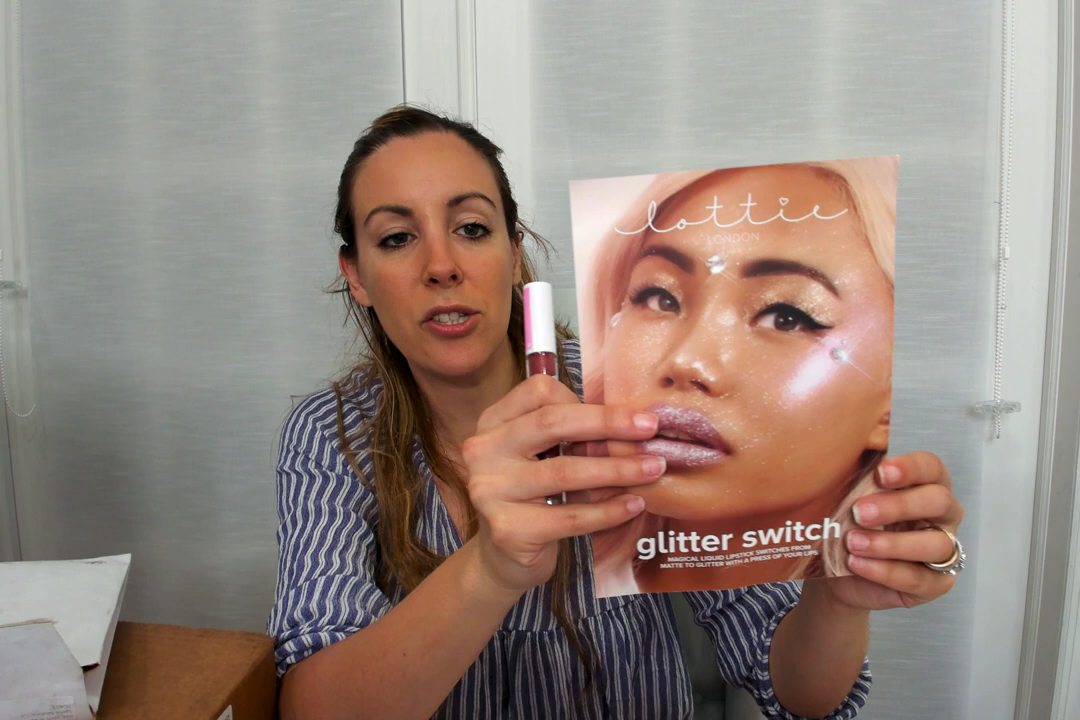 lottie
LONDON
glitter switch
MAGICAL LIQUID LIPSTICK SWITCHES FROM
MATTE TO GLITTER WITH A PRESS OF YOUR LIPS